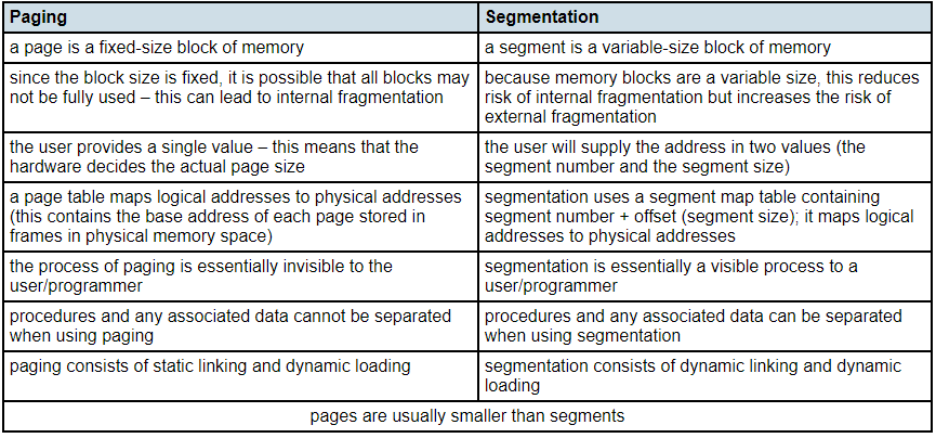 Paging
Segmentation
a page is a fixed-size block of memory
a segment is a variable-size block of memory
since the block size is fixed, it is possible that all blocks may
not be fully used – this can lead to internal fragmentation
because memory blocks are a variable size, this reduces
risk of internal fragmentation but increases the risk of
external fragmentation
the user provides a single value – this means that the
hardware decides the actual page size
the user will supply the address in two values (the
segment number and the segment size)
a page table maps logical addresses to physical addresses
(this contains the base address of each page stored in
frames in physical memory space)
segmentation uses a segment map table containing
segment number + offset (segment size); it maps logical
addresses to physical addresses
the process of paging is essentially invisible to the
user/programmer
segmentation is essentially a visible process to a
user/programmer
procedures and any associated data cannot be separated
when using paging
procedures and any associated data can be separated
when using segmentation
paging consists of static linking and dynamic loading
segmentation consists of dynamic linking and dynamic
loading
pages are usually smaller than segments